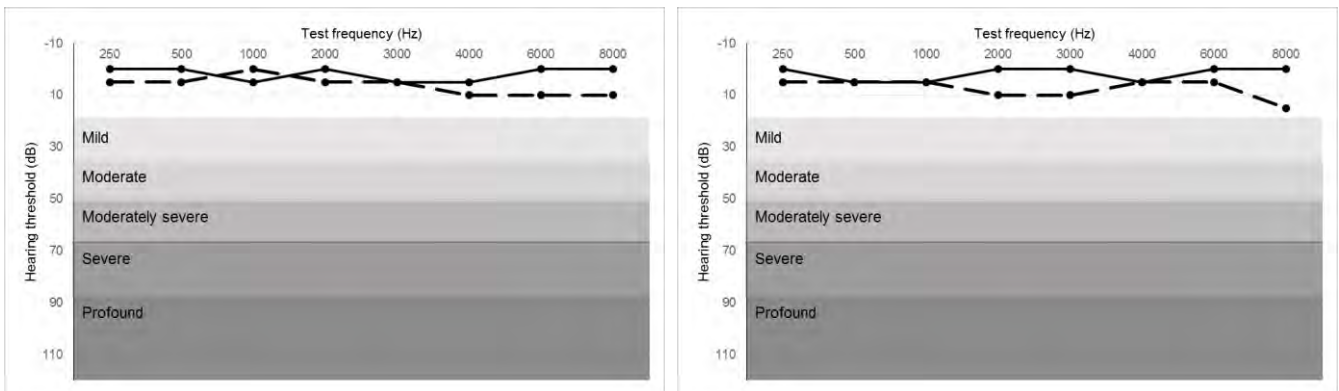 Test frequency (Hz)
250 500 1000 2000 3000 4000 6000 8000
Hearing threshold (dB)
-10
10
30
50
70
90
110
Mild
Moderate
Moderately severe
Severe
Profound
Test frequency (Hz)
250 500 1000 2000 3000 4000 6000 8000
Hearing threshold (dB)
-10
10
30
50
70
90
110
Mild
Moderate
Moderately severe
Severe
Profound